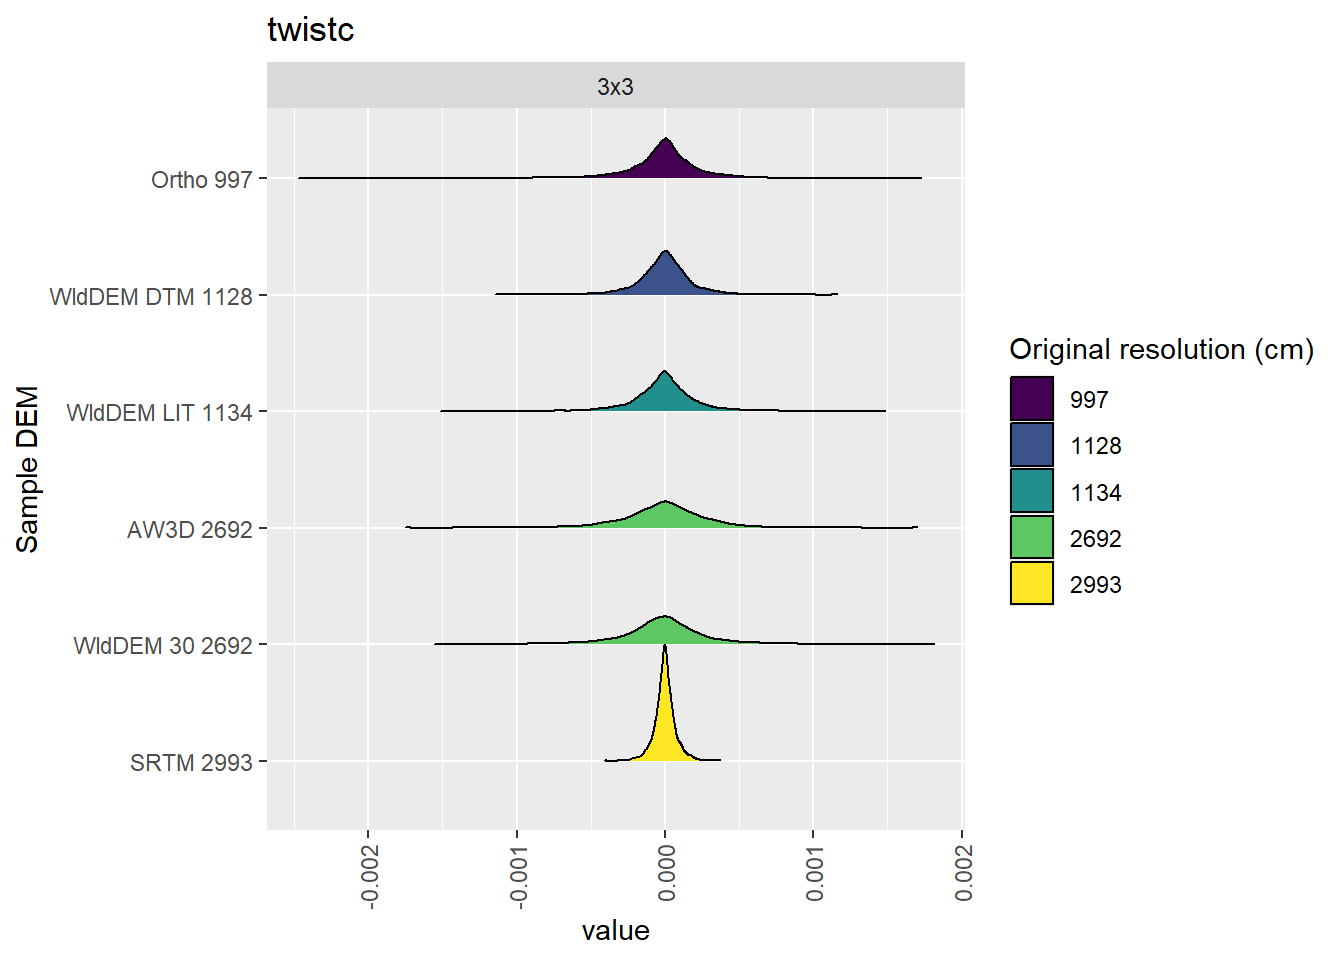 twistc
3x3
Ortho 997
WldDEM DTM 1128
WldDEM LIT 1134
AW3D 2692
WldDEM 30 2692
SRTM 2993
Sample DEM
-0.002
-0.001
0.000
0.001
0.002
value
Original resolution (cm)
997
1128
1134
2692
2993